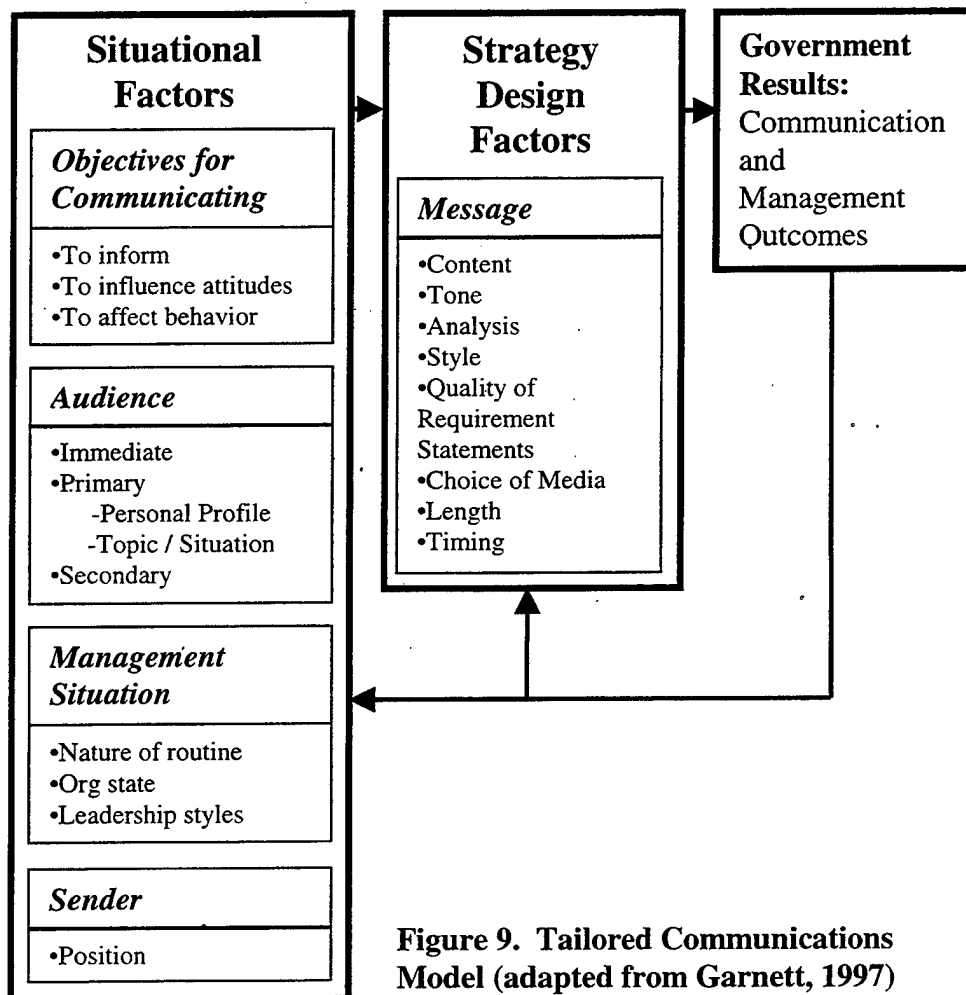 Situational
Factors
Objectives for
Communicating
•To inform
•To influence attitudes
•To affect behavior
Audience
•Immediate
•Primary
-Personal Profile
-Topic / Situation
•Secondary
Management
Situation
•Nature of routine
•Org state
•Leadership styles
Sender
•Position
Strategy
Design
Factors
Message
•Content
•Tone
•Analysis
•Style
•Quality of
Requirement
Statements
•Choice of Media
•Length
•Timing
Government
Results:
Communication
and
Management
Outcomes
Figure 9. Tailored Communications
Model (adapted from Garnett, 1997)